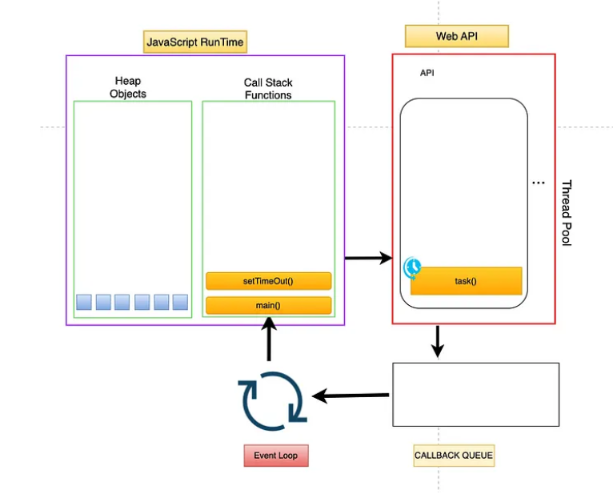 JavaScript RunTime
Web API
Heap
Objects
Call Stack
Functions
API
...
Thread Pool
setTimeOut()
main()
task()
Event Loop
CALLBACK QUEUE